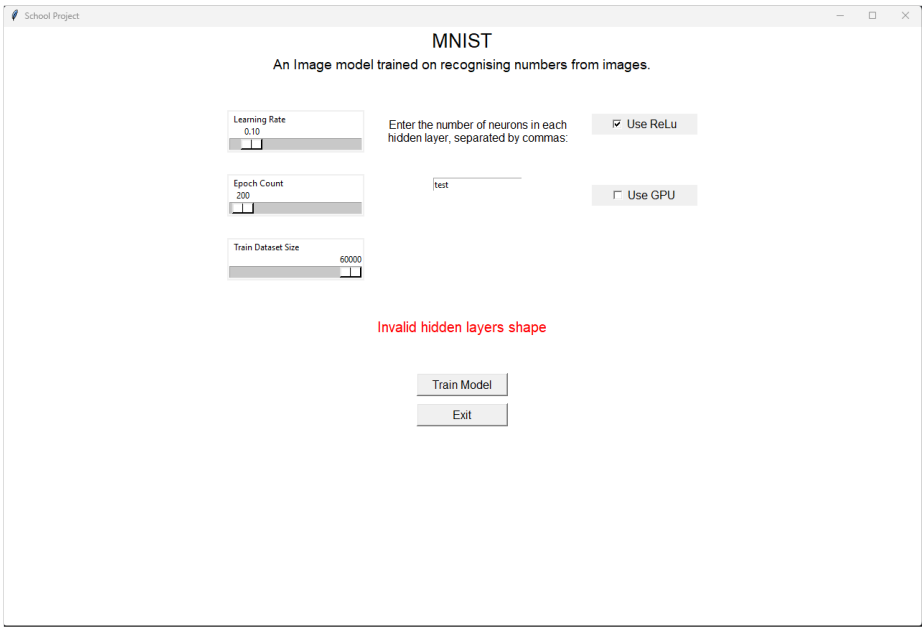 School Project
MNIST
An Image model trained on recognising numbers from images.
Learning Rate
0.10
Enter the number of neurons in each
hidden layer, separated by commas:
Use ReLu
Epoch Count
200
test
Use GPU
Train Dataset Size
60000
Invalid hidden layers shape
Train Model
Exit